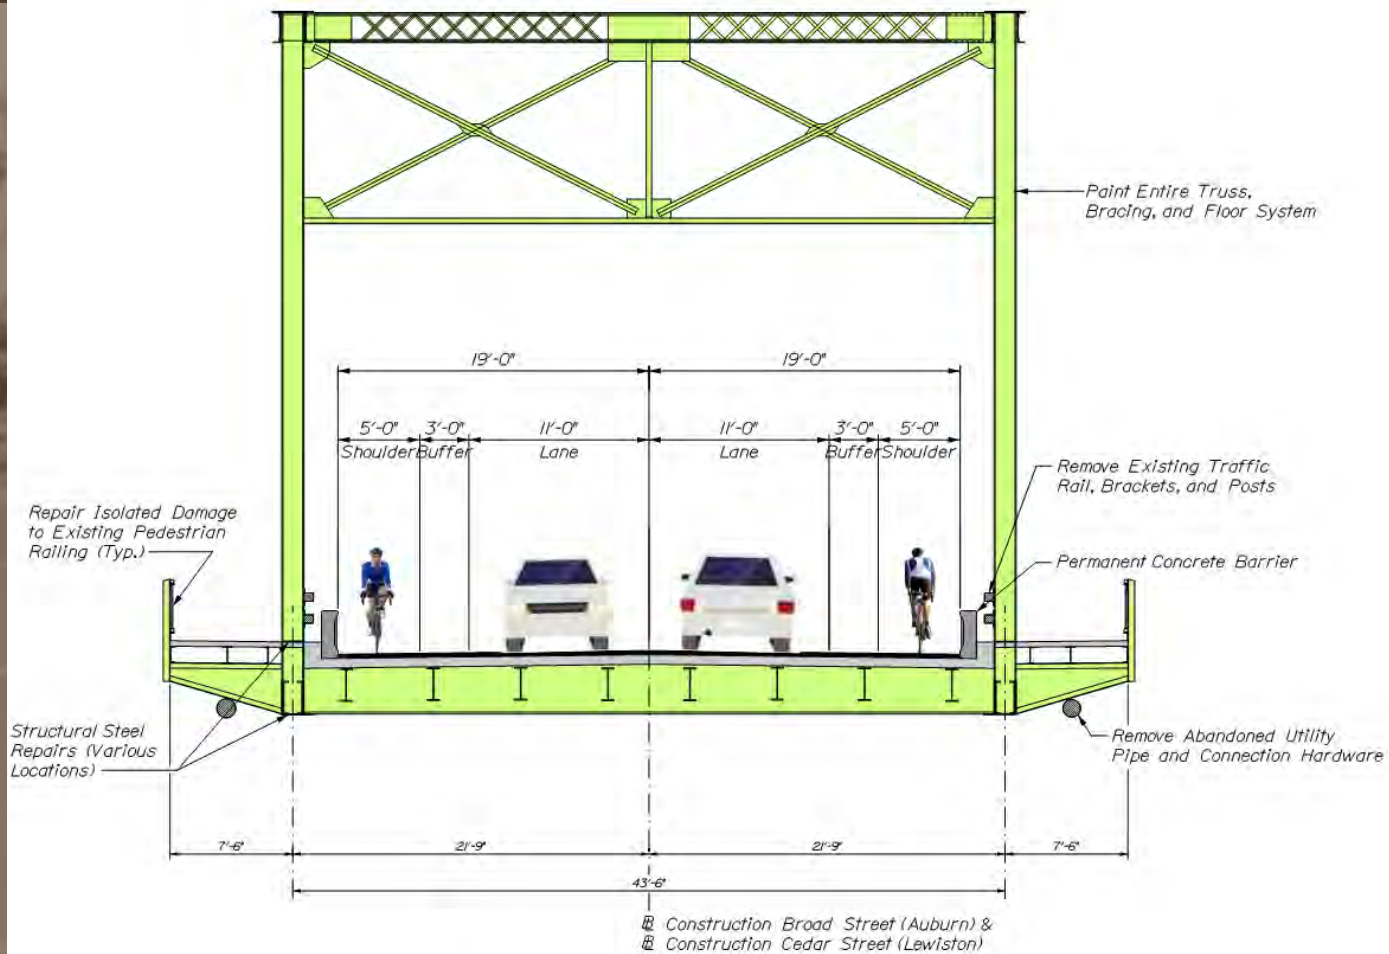 Paint Entire Truss,
Bracing, and Floor System
19'-0" 19'-0"
5'-0" 3'-0" 11'-0" 11'-0" 3'-0" 5'-0"
Shoulder Buffer Lane Lane Buffer Shoulder
Remove Existing Traffic
Rail, Brackets, and Posts
Repair Isolated Damage
to Existing Pedestrian
Railing (Typ.)
Permanent Concrete Barrier
Structural Steel
Repairs (Various
Locations)
Remove Abandoned Utility
Pipe and Connection Hardware
7'-6" 21'-9" 21'-9" 7'-6"
43'-6"
Construction Broad Street (Auburn) &
Construction Cedar Street (Lewiston)